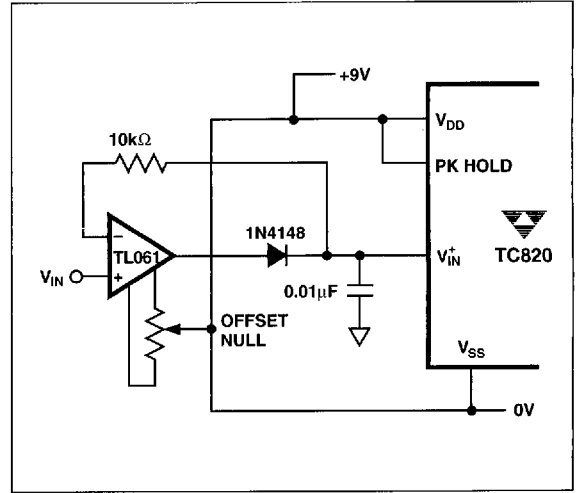 +9V
10kΩ
V_DD
PK HOLD
1N4148
TL061
−
+
V_IN
V_IN^+
TC820
0.01µF
OFFSET
NULL
V_SS
0V